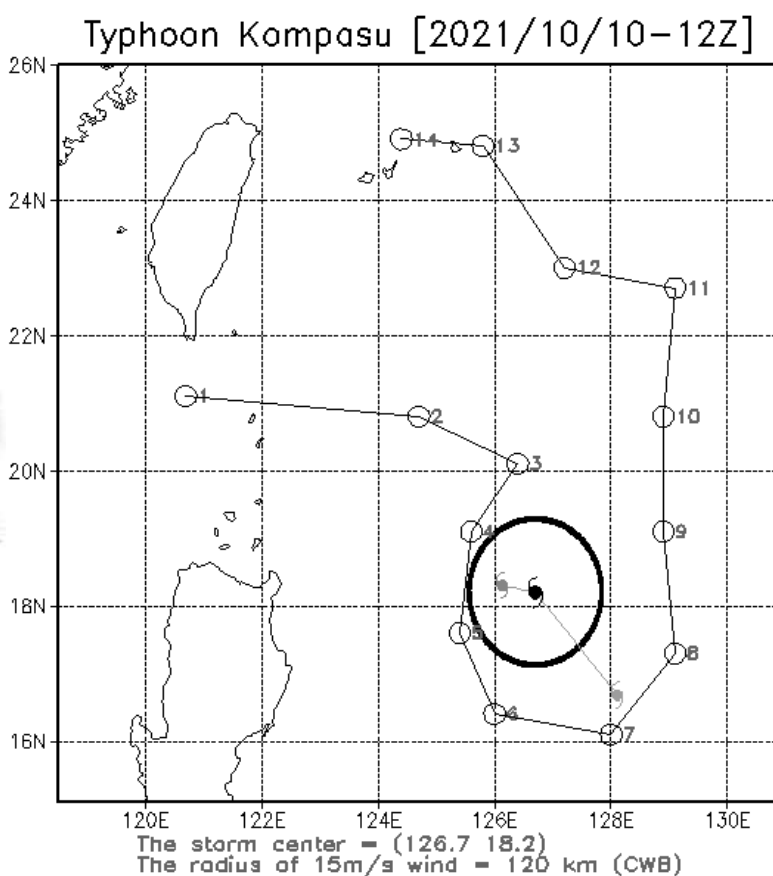 Typhoon Kompasu [2021/10/10-12Z]
26N
14
13
24N
12
11
22N
1
2
10
20N
3
4
9
18N
5
8
6
7
16N
120E 122E 124E 126E 128E 130E
The storm center = (126.7 18.2)
The radius of 15m/s wind = 120 km (CWB)